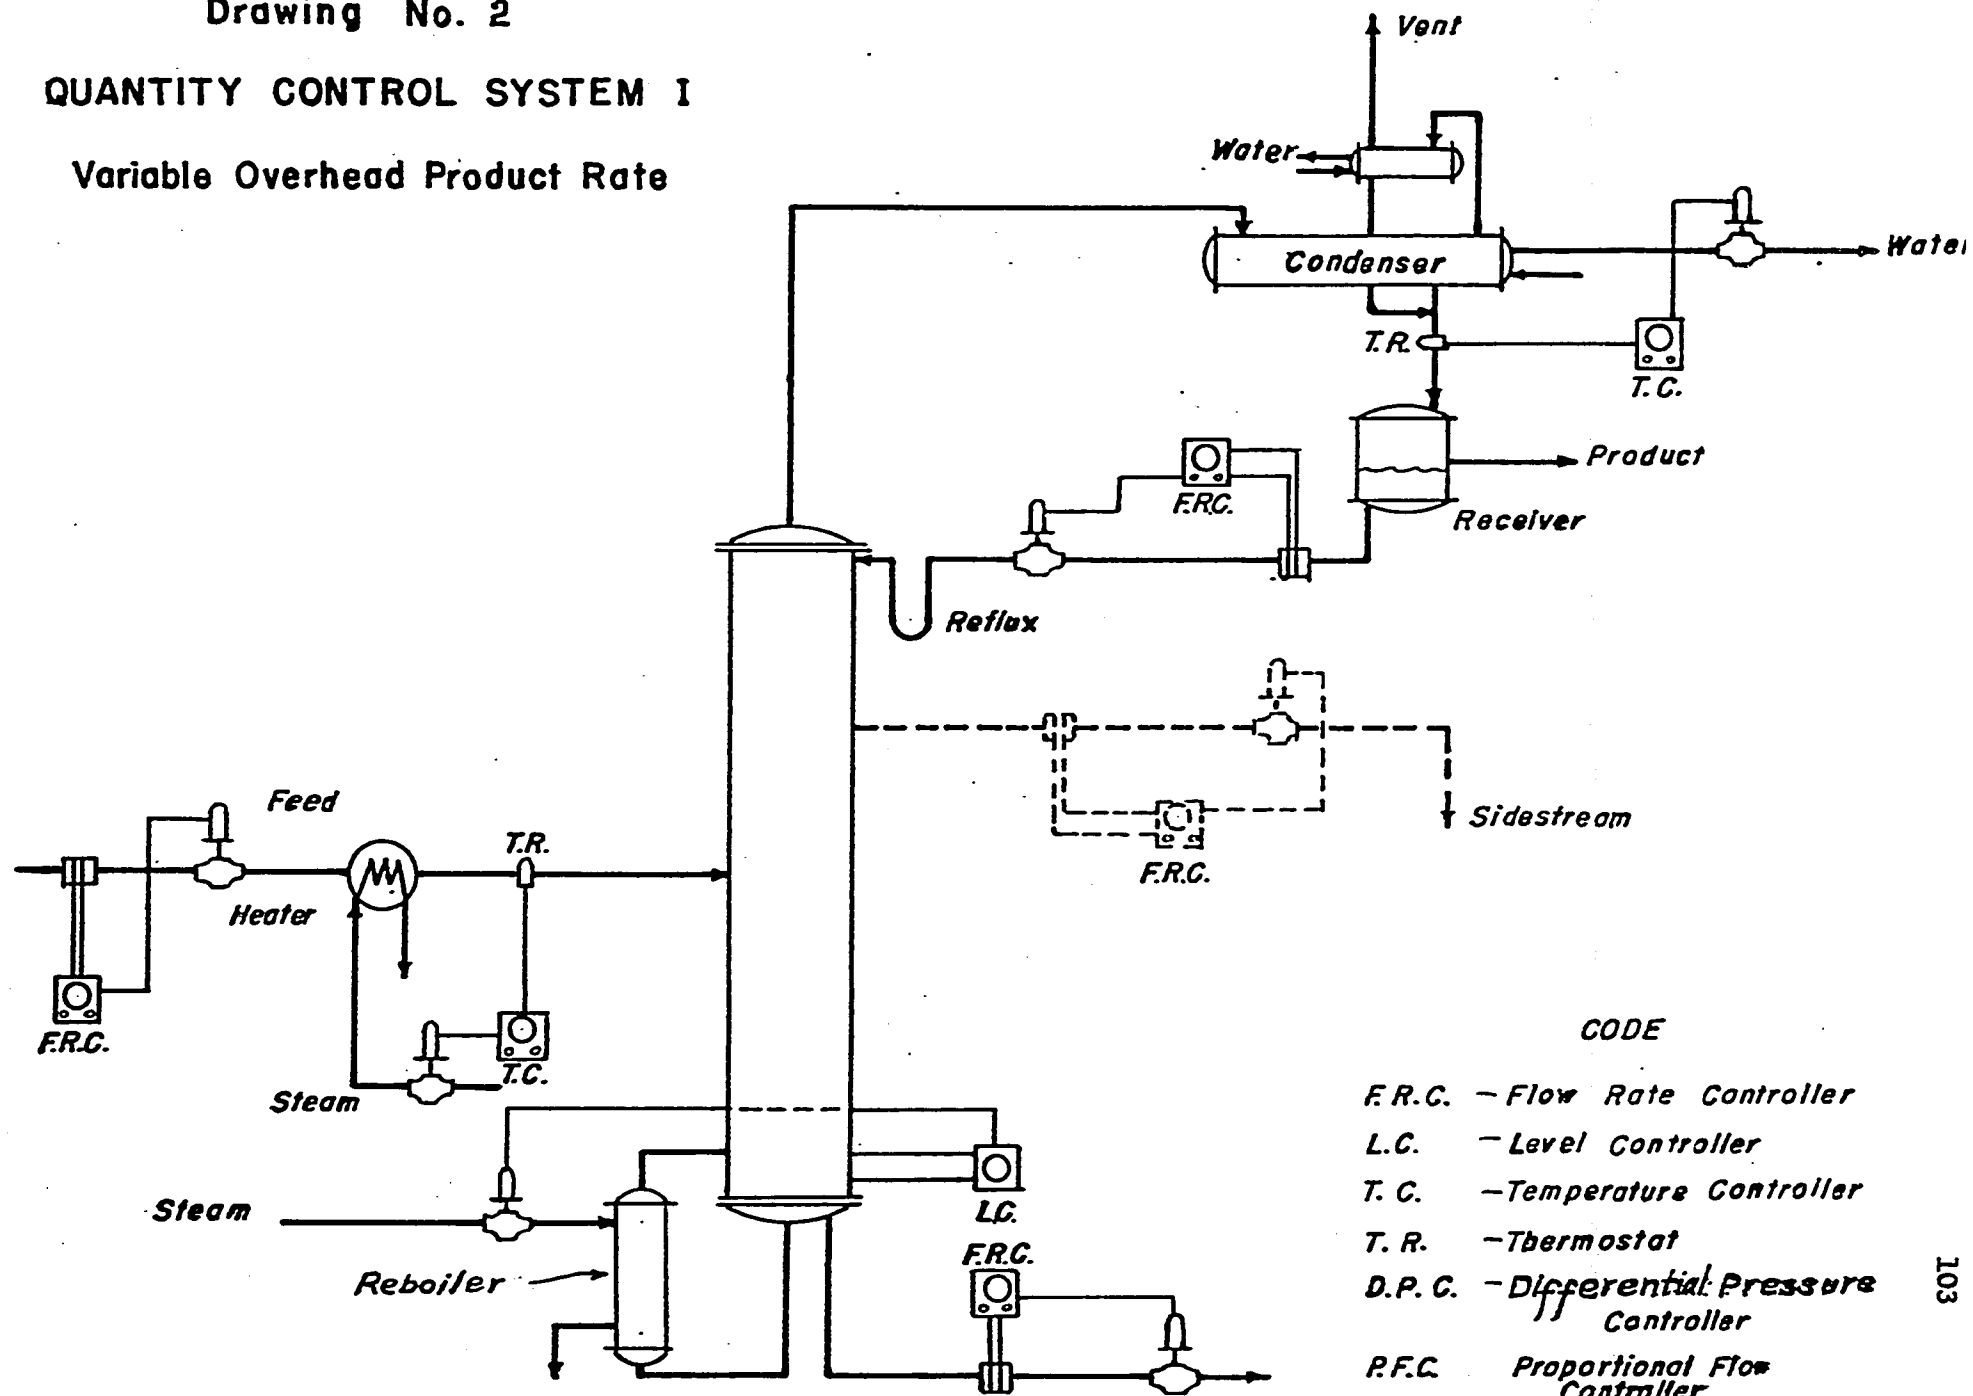 Drawing No. 2
QUANTITY CONTROL SYSTEM I
Variable Overhead Product Rate
Vent
Water
Condenser
Water
T.R.
T.C.
Product
F.R.C.
Receiver
Reflux
Sidestream
F.R.C.
Feed
T.R.
Heater
F.R.C.
T.C.
Steam
Steam
L.C.
F.R.C.
Reboiler
CODE
F.R.C. - Flow Rate Controller
L.C. - Level Controller
T.C. - Temperature Controller
T.R. - Thermostat
D.P.C. - Differential Pressure
Controller
P.F.C. Proportional Flow
Controller
103